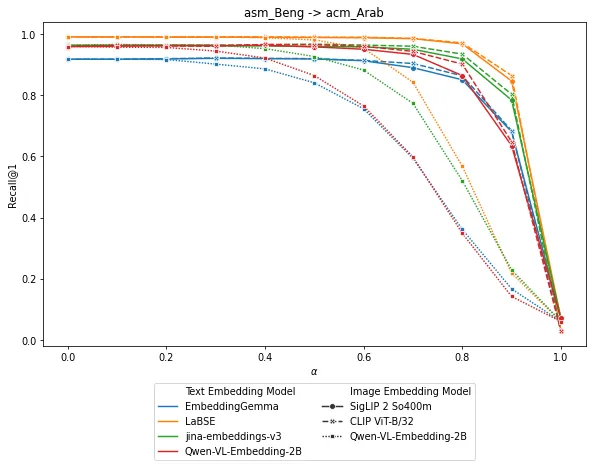 asm_Beng -> acm_Arab
1.0
0.8
0.6
0.4
0.2
0.0
Recall@1
0.0 0.2 0.4 0.6 0.8 1.0
α
Text Embedding Model Image Embedding Model
EmbeddingGemma SigLIP 2 So400m
LaBSE CLIP ViT-B/32
jina-embeddings-v3 Qwen-VL-Embedding-2B
Qwen-VL-Embedding-2B